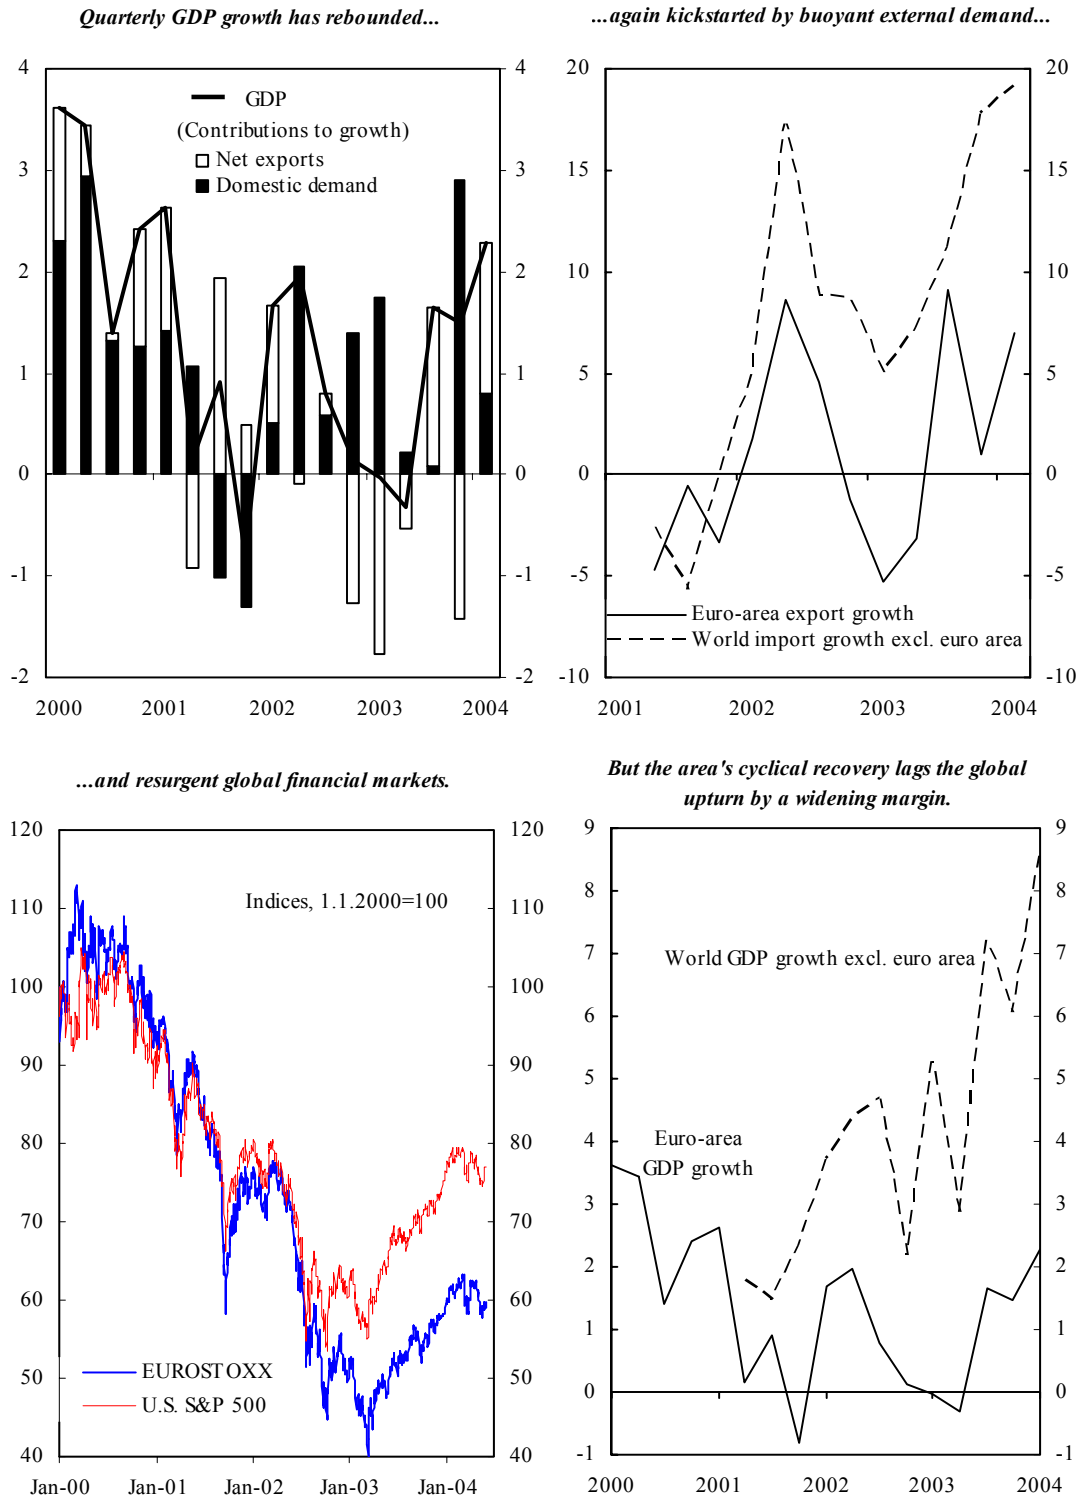 Quarterly GDP growth has rebounded...
4 4
GDP
(Contributions to growth)
Net exports
Domestic demand
3 3
2 2
1 1
0 0
-1 -1
-2 -2
2000 2001 2002 2003 2004
...again kickstarted by buoyant external demand...
20 20
15 15
10 10
5 5
0 0
-5 -5
Euro-area export growth
World import growth excl. euro area
-10 -10
2001 2002 2003 2004
...and resurgent global financial markets.
120 120
Indices, 1.1.2000=100
110 110
100 100
90 90
80 80
70 70
60 60
50 50
EUROSTOXX
U.S. S&P 500
40 40
Jan-00 Jan-01 Jan-02 Jan-03 Jan-04
But the area's cyclical recovery lags the global
upturn by a widening margin.
9 9
8 8
7 7
World GDP growth excl. euro area
6 6
5 5
4 4
Euro-area
GDP growth
3 3
2 2
1 1
0 0
-1 -1
2000 2001 2002 2003 2004